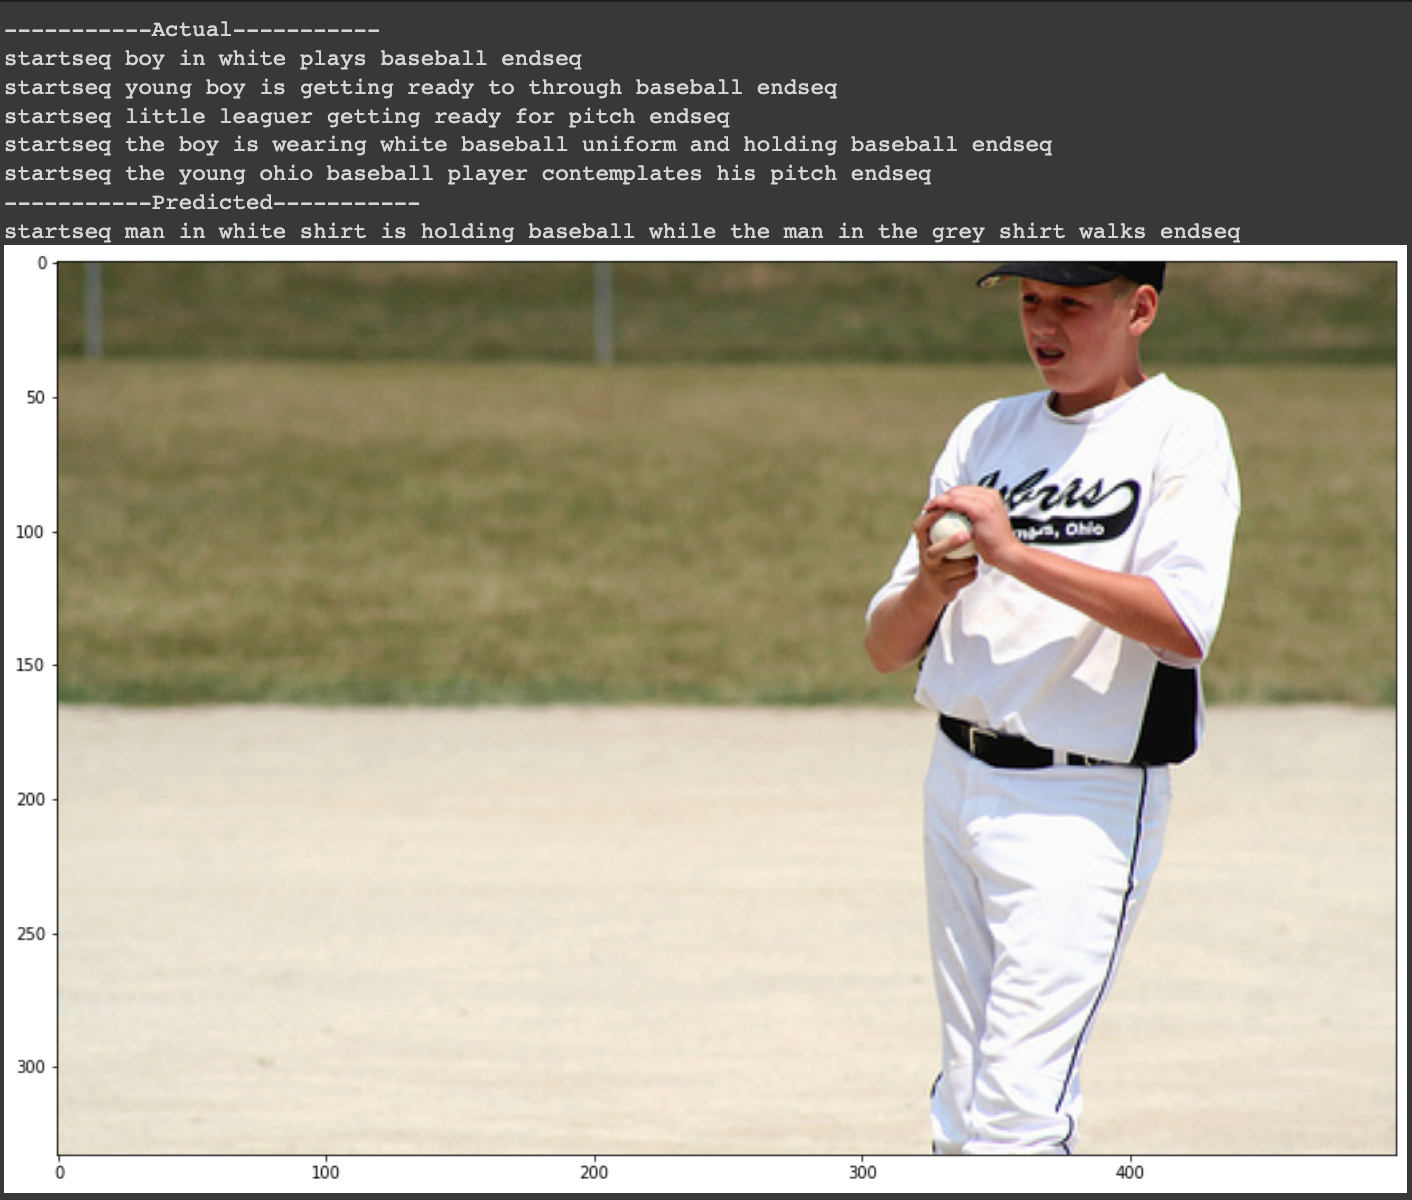 -----------Actual-----------
startseq boy in white plays baseball endseq
startseq young boy is getting ready to through baseball endseq
startseq little leaguer getting ready for pitch endseq
startseq the boy is wearing white baseball uniform and holding baseball endseq
startseq the young ohio baseball player contemplates his pitch endseq
-----------Predicted-----------
startseq man in white shirt is holding baseball while the man in the grey shirt walks endseq
0
50
100
150
200
250
300
Ohio
0 100 200 300 400